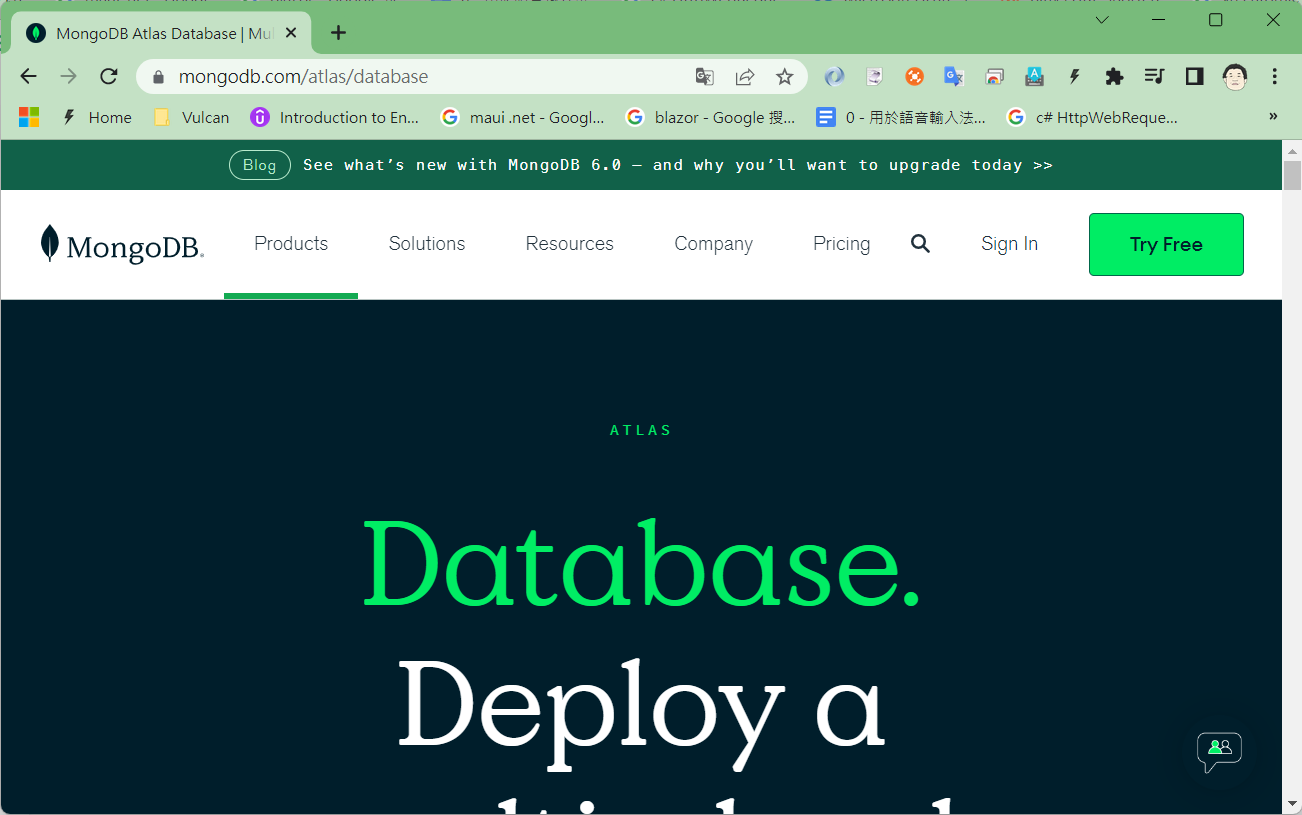 MongoDB Atlas Database | Mul
mongodb.com/atlas/database
Home
Vulcan
Introduction to En...
maui .net - Googl...
blazor - Google 搜...
0 - 用於語音輸入法...
c# HttpWebReque...
»
Blog
See what’s new with MongoDB 6.0 — and why you’ll want to upgrade today >>
MongoDB.
Products
Solutions
Resources
Company
Pricing
Sign In
Try Free
ATLAS
Database.
Deploy a